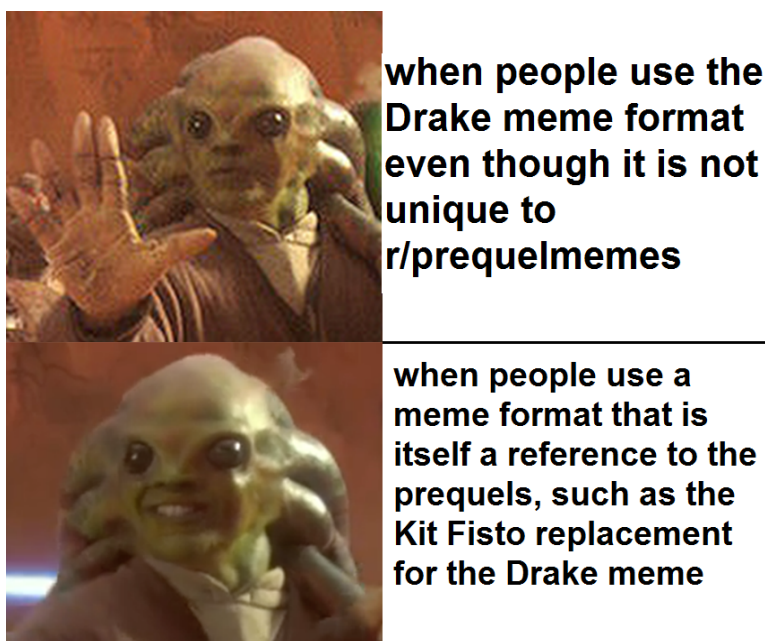 when people use the
Drake meme format
even though it is not
unique to
r/prequelmemes
when people use a
meme format that is
itself a reference to the
prequels, such as the
Kit Fisto replacement
for the Drake meme